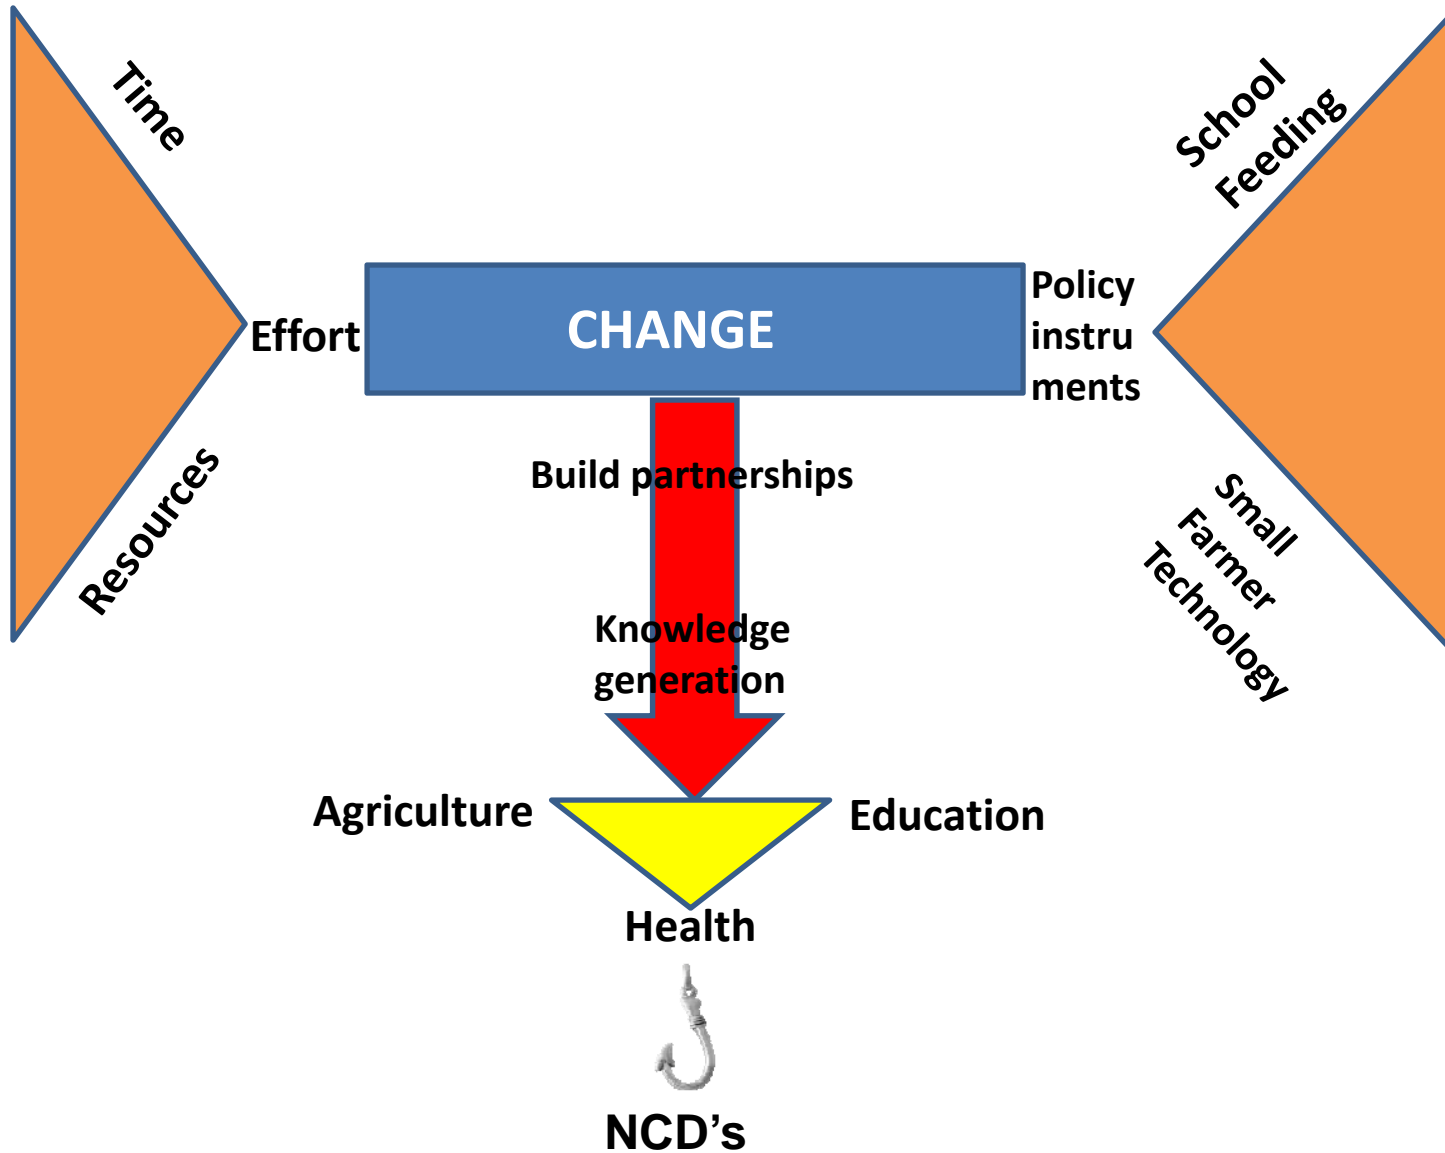 Time
School
Feeding
Effort
CHANGE
Policy
instru
ments
Resources
Build partnerships
Small
Farmer
Technology
Knowledge
generation
Agriculture
Education
Health
NCD's